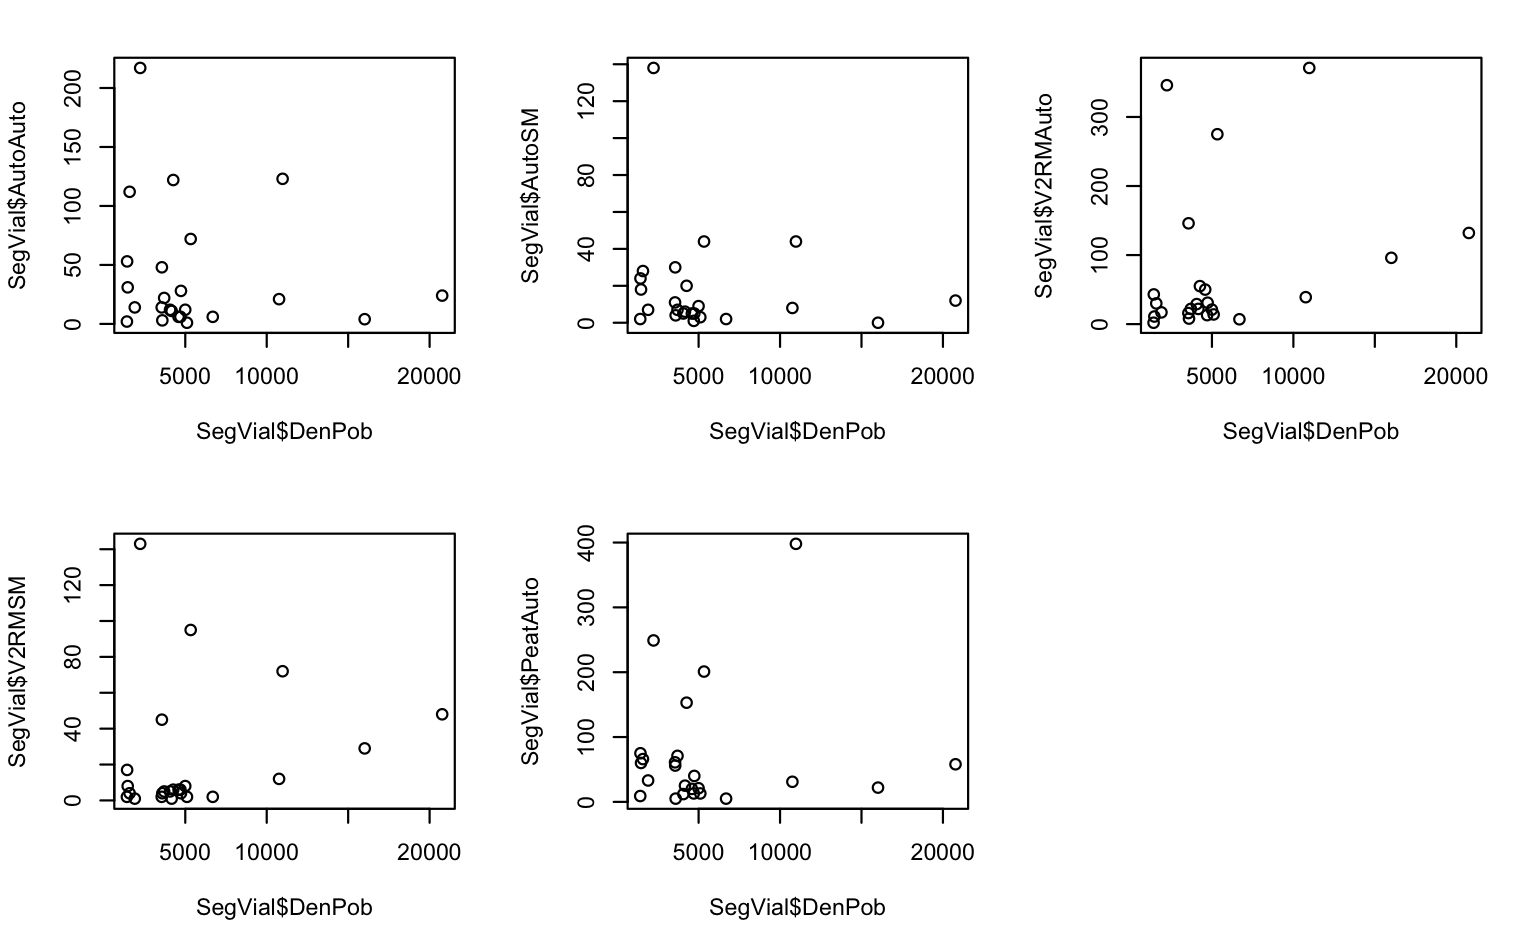 SegVial$AutoAuto
0 50 100 150 200
5000 10000 20000
SegVial$DenPob
SegVial$AutoSM
0 40 80 120
5000 10000 20000
SegVial$DenPob
SegVial$V2RMAuto
0 100 200 300
5000 10000 20000
SegVial$DenPob
SegVial$V2RMSM
0 40 80 120
5000 10000 20000
SegVial$DenPob
SegVial$PeatAuto
0 100 200 300 400
5000 10000 20000
SegVial$DenPob